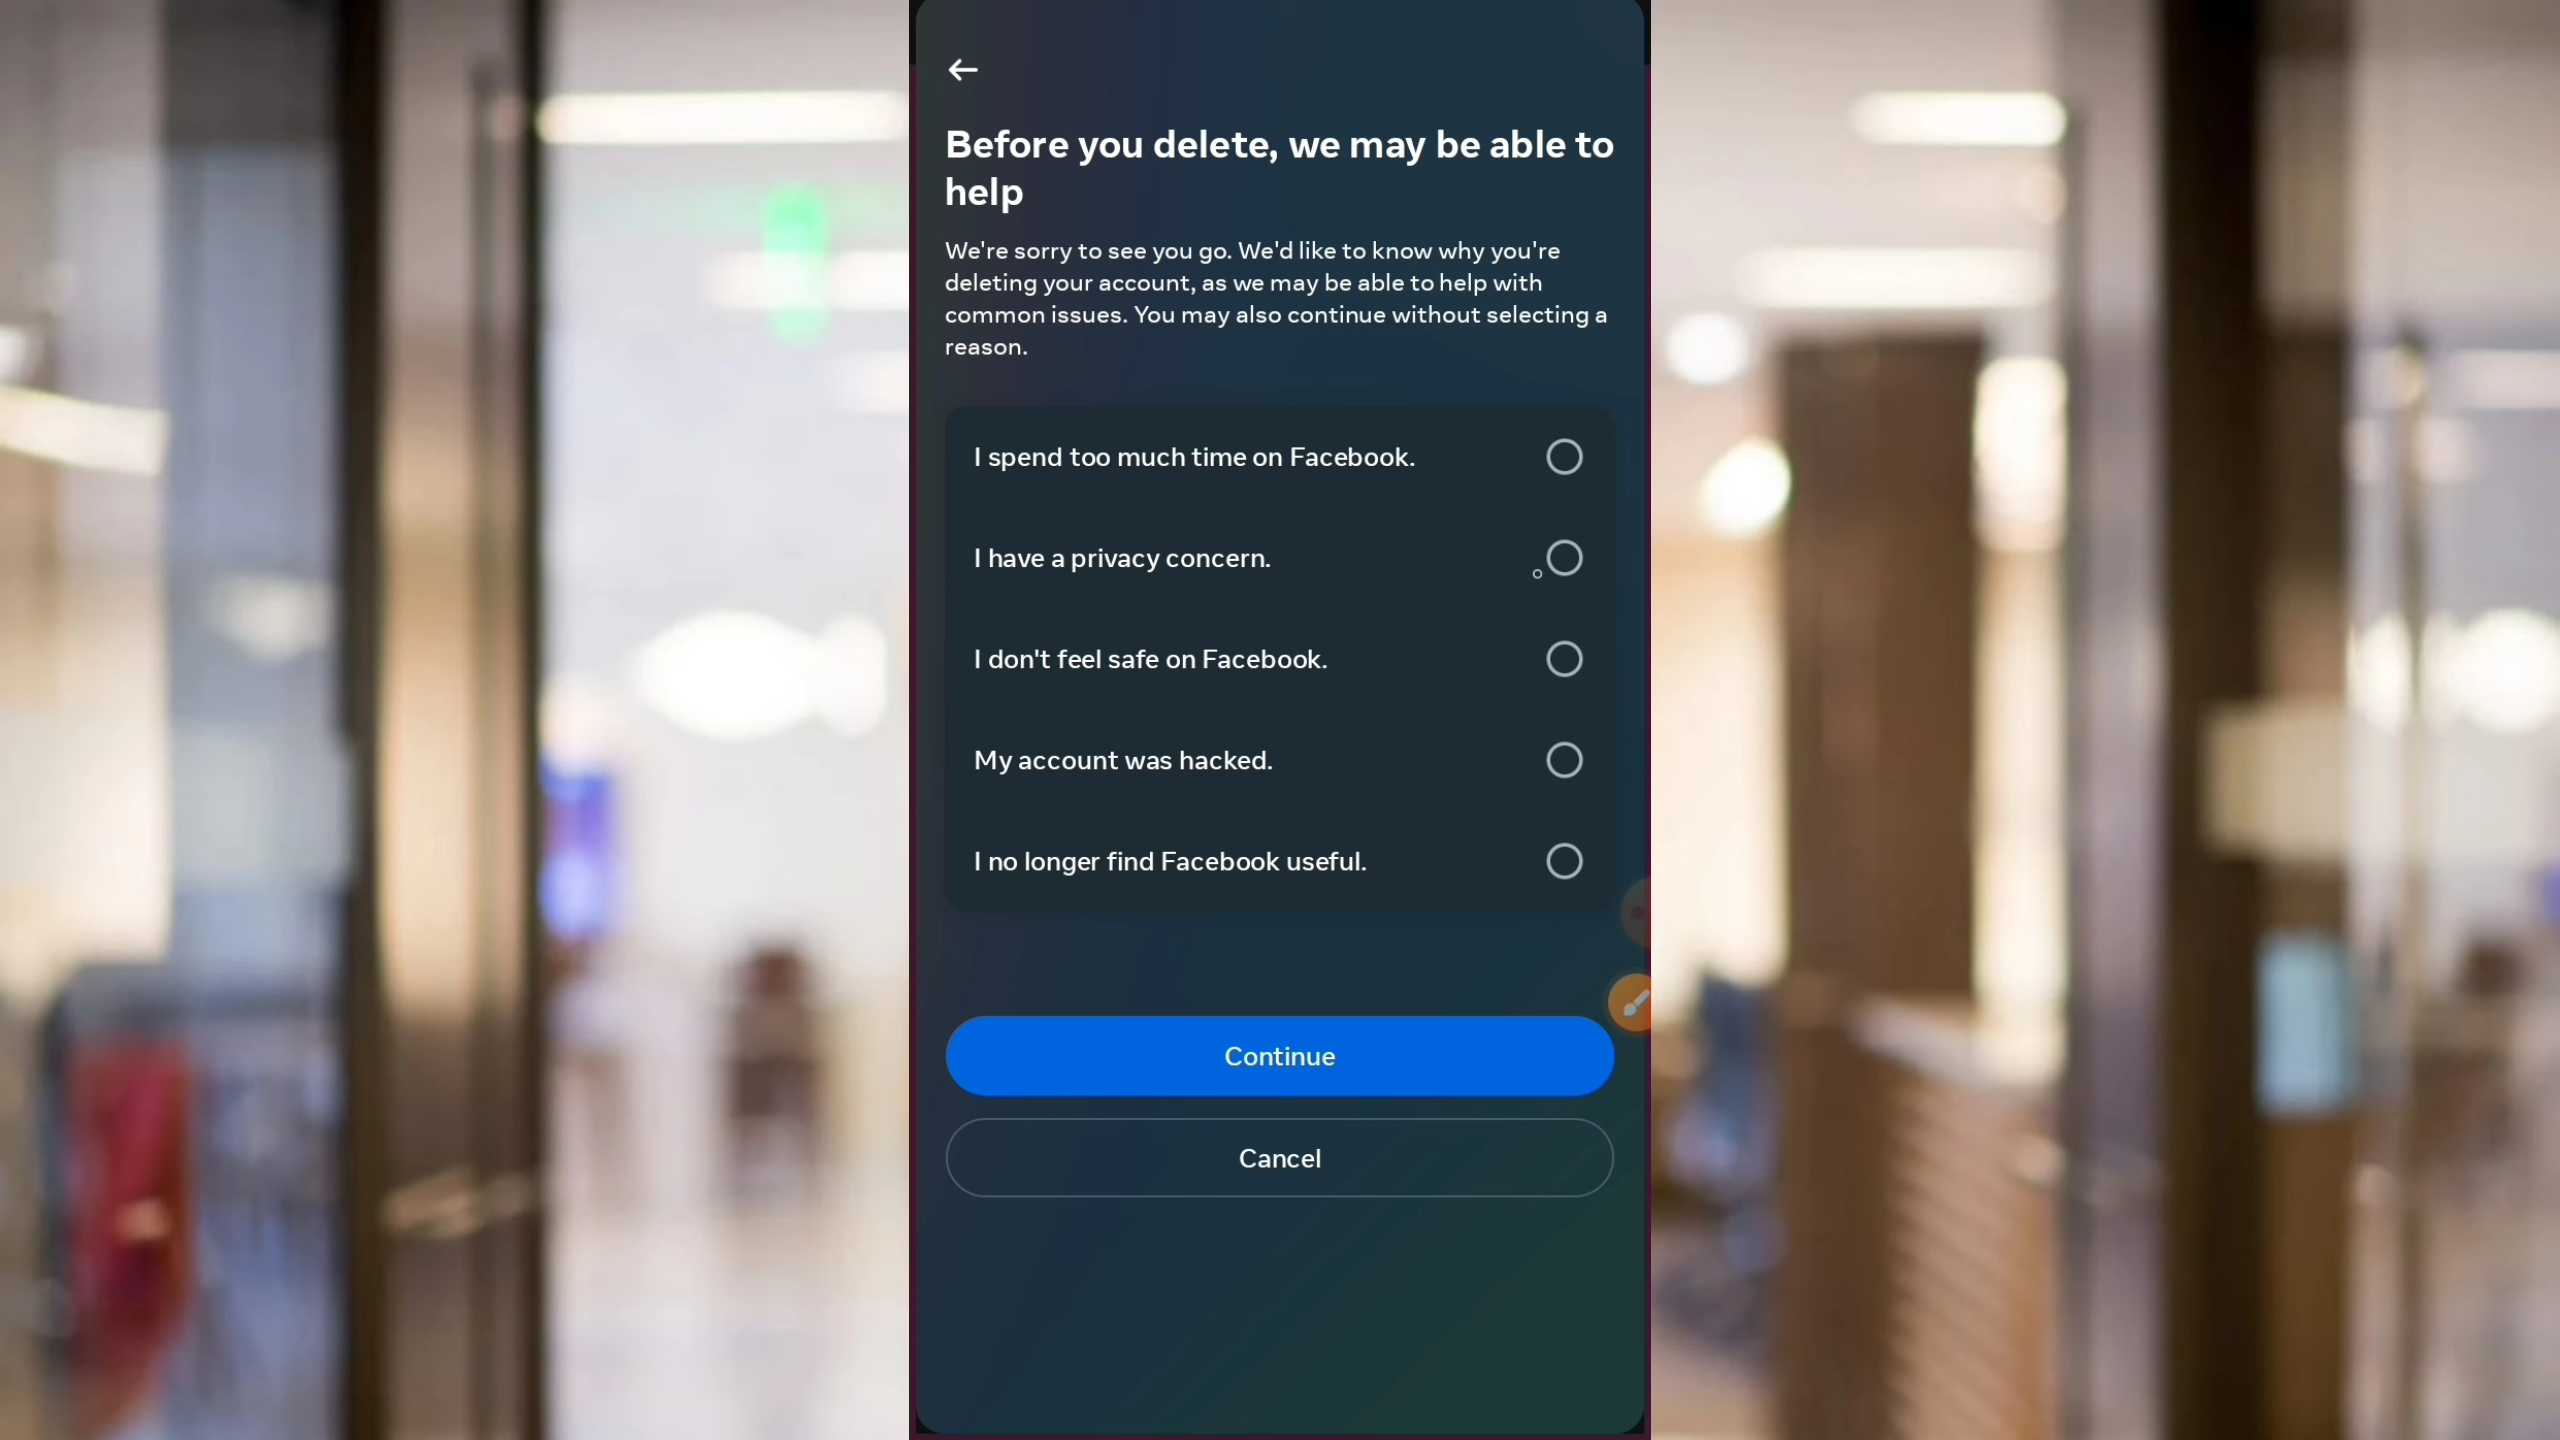 Before you delete, we may be able to
help
We're sorry to see you go. We'd like to know why you're
deleting your account, as we may be able to help with
common issues. You may also continue without selecting a
reason.
I spend too much time on Facebook.
I have a privacy concern.
I don't feel safe on Facebook.
My account was hacked.
I no longer find Facebook useful.
Continue
Cancel